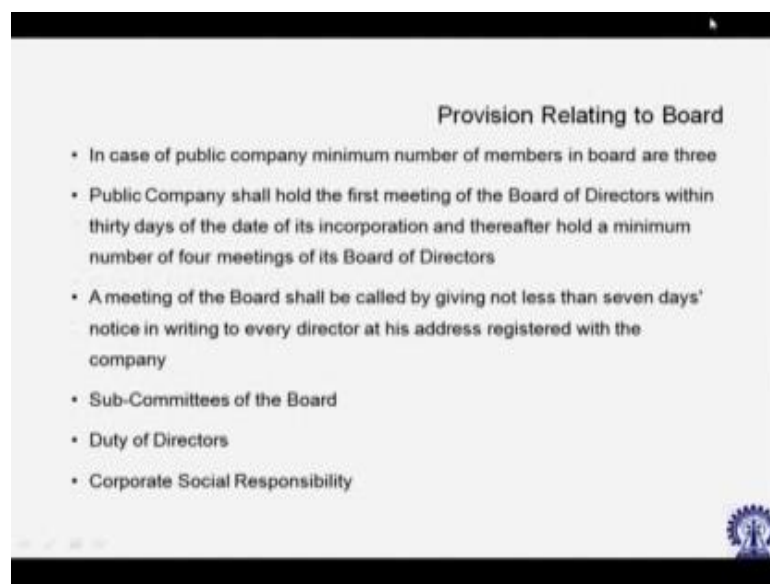 Provision Relating to Board
• In case of public company minimum number of members in board are three
• Public Company shall hold the first meeting of the Board of Directors within
thirty days of the date of its incorporation and thereafter hold a minimum
number of four meetings of its Board of Directors
• A meeting of the Board shall be called by giving not less than seven days'
notice in writing to every director at his address registered with the
company
• Sub-Committees of the Board
• Duty of Directors
• Corporate Social Responsibility